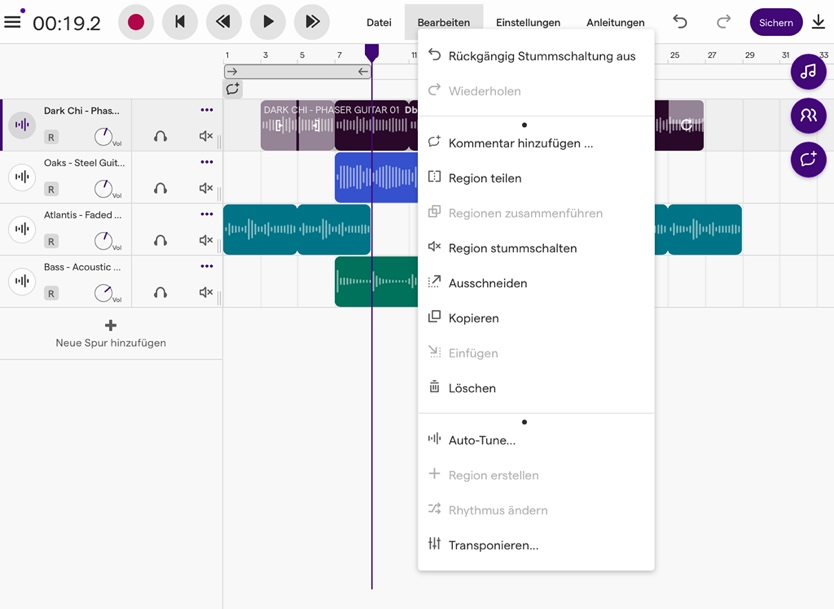 00:19.2
Datei
Bearbeiten
Einstellungen
Anleitungen
Sichern
1 3 5 7 11 25 27 29 31 33
Dark Chi - Phas...
R
Vol
DARK CHI - PHASER GUITAR 01 Db
Oaks - Steel Guit...
R
Vol
Atlantis - Faded ...
R
Vol
Bass - Acoustic ...
R
Vol
Neue Spur hinzufügen
Rückgängig Stummschaltung aus
Wiederholen
Kommentar hinzufügen ...
Region teilen
Regionen zusammenführen
Region stummschalten
Ausschneiden
Kopieren
Einfügen
Löschen
Auto-Tune...
Region erstellen
Rhythmus ändern
Transponieren...